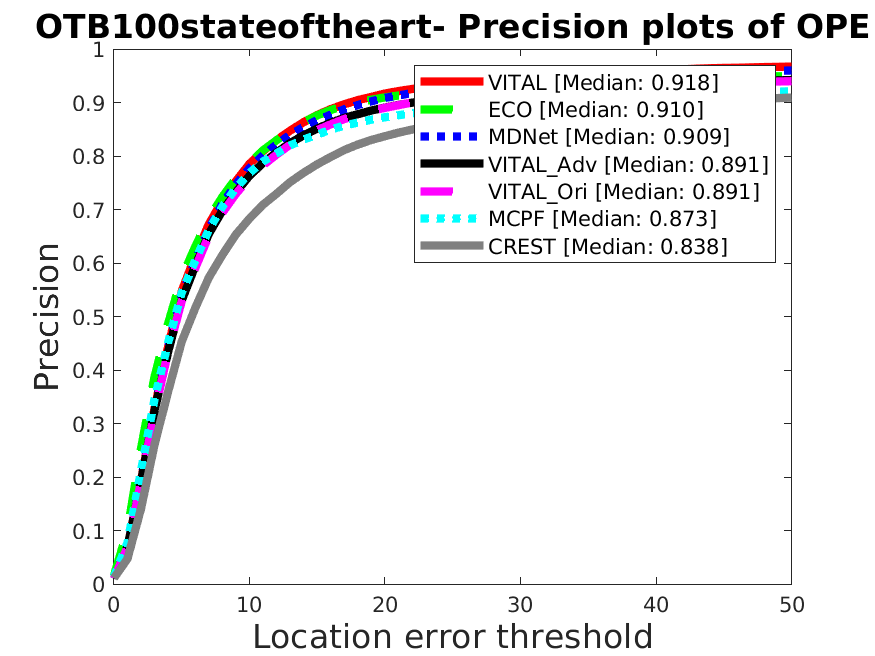 OTB100stateoftheart- Precision plots of OPE
1
0.9
0.8
0.7
0.6
0.5
0.4
0.3
0.2
0.1
0
Precision
VITAL [Median: 0.918]
ECO [Median: 0.910]
MDNet [Median: 0.909]
VITAL_Adv [Median: 0.891]
VITAL_Ori [Median: 0.891]
MCPF [Median: 0.873]
CREST [Median: 0.838]
0 10 20 30 40 50
Location error threshold